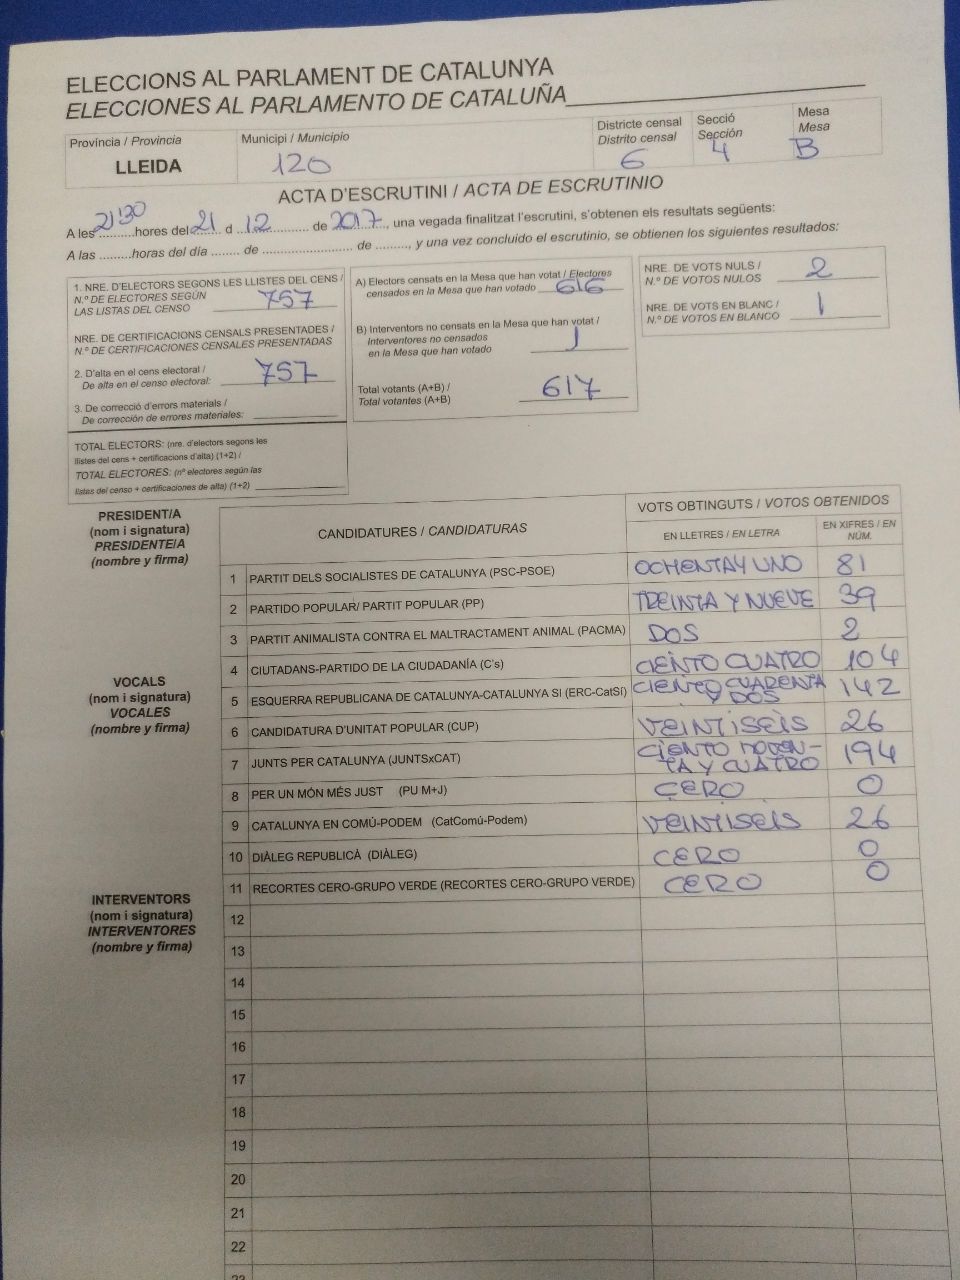 ELECCIONS AL PARLAMENT DE CATALUNYA
ELECCIONES AL PARLAMENTO DE CATALUÑA
Província / Provincia
LLEIDA
Municipi / Municipio
120
Districte censal
Distrito censal
6
Secció
Sección
4
Mesa
Mesa
B
ACTA D'ESCRUTINI / ACTA DE ESCRUTINIO
A les 21'30 hores del 21 d 12 de 2017, una vegada finalitzat l'escrutini, s'obtenen els resultats següents:
A las .........horas del día ....... de ..................... de ........, y una vez concluido el escrutinio, se obtienen los siguientes resultados:
1. NRE. D'ELECTORS SEGONS LES LLISTES DEL CENS /
N.º DE ELECTORES SEGÚN
LAS LISTAS DEL CENSO 757
NRE. DE CERTIFICACIONS CENSALS PRESENTADES /
N.º DE CERTIFICACIONES CENSALES PRESENTADAS
2. D'alta en el cens electoral /
De alta en el censo electoral: 757
3. De correcció d'errors materials /
De corrección de errores materiales:
TOTAL ELECTORS: (nre. d'electors segons les
llistes del cens + certificacions d'alta) (1+2) /
TOTAL ELECTORES: (nº electores según las
listas del censo + certificaciones de alta) (1+2)
A) Electors censats en la Mesa que han votat / Electores
censados en la Mesa que han votado 616
B) Interventors no censats en la Mesa que han votat /
Interventores no censados
en la Mesa que han votado 1
Total votants (A+B) /
Total votantes (A+B) 617
NRE. DE VOTS NULS /
N.º DE VOTOS NULOS 2
NRE. DE VOTS EN BLANC /
N.º DE VOTOS EN BLANCO 1
PRESIDENT/A
(nom i signatura)
PRESIDENTE/A
(nombre y firma)
VOCALS
(nom i signatura)
VOCALES
(nombre y firma)
INTERVENTORS
(nom i signatura)
INTERVENTORES
(nombre y firma)
CANDIDATURES / CANDIDATURAS
VOTS OBTINGUTS / VOTOS OBTENIDOS
EN LLETRES / EN LETRA
EN XIFRES / EN
NÚM.
1 PARTIT DELS SOCIALISTES DE CATALUNYA (PSC-PSOE) OCHENTA Y UNO 81
2 PARTIDO POPULAR/ PARTIT POPULAR (PP) TREINTA Y NUEVE 39
3 PARTIT ANIMALISTA CONTRA EL MALTRACTAMENT ANIMAL (PACMA) DOS 2
4 CIUTADANS-PARTIDO DE LA CIUDADANÍA (C's) CIENTO CUATRO 104
5 ESQUERRA REPUBLICANA DE CATALUNYA-CATALUNYA SI (ERC-CatSí) CIENTO CUARENTA Y DOS 142
6 CANDIDATURA D'UNITAT POPULAR (CUP) VEINTISEIS 26
7 JUNTS PER CATALUNYA (JUNTSxCAT) CIENTO NOVEN-
TA Y CUATRO 194
8 PER UN MÓN MÉS JUST (PU M+J) CERO 0
9 CATALUNYA EN COMÚ-PODEM (CatComú-Podem) VEINTISEIS 26
10 DIÀLEG REPUBLICÀ (DIÀLEG) CERO 0
11 RECORTES CERO-GRUPO VERDE (RECORTES CERO-GRUPO VERDE) CERO 0
12
13
14
15
16
17
18
19
20
21
22
23